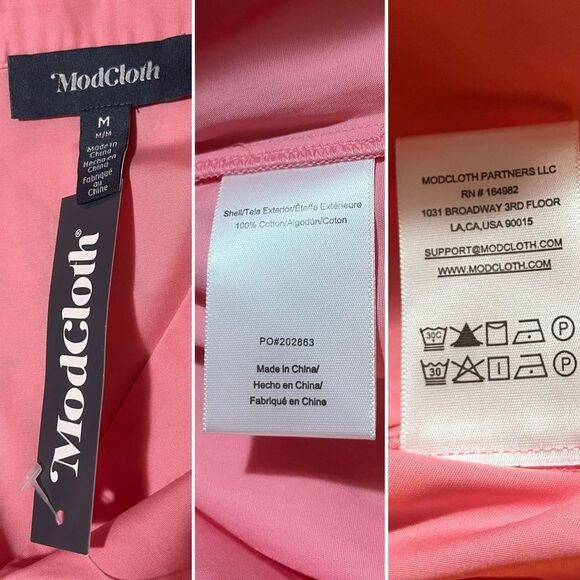 ModCloth
M
M/M
Made in
China
Hecho en
China
Fabriqué
au
Chine
ModCloth®
Shell/Tela Exterior/Étoffe Extérieure
100% Cotton/Algodón/Coton
PO#202863
Made in China/
Hecho en China/
Fabriqué en Chine
MODCLOTH PARTNERS LLC
RN # 164982
1031 BROADWAY 3RD FLOOR
LA,CA,USA 90015
SUPPORT@MODCLOTH.COM
WWW.MODCLOTH.COM
30C P
30 P